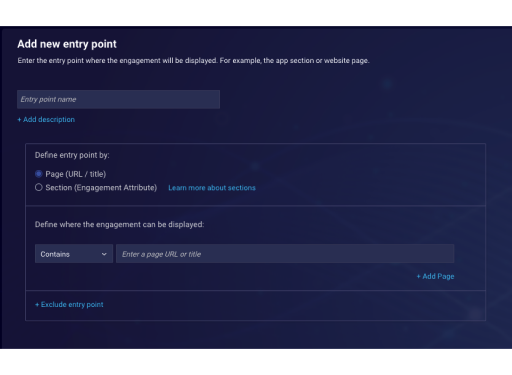 Add new entry point
Enter the entry point where the engagement will be displayed. For example, the app section or website page.
Entry point name
+ Add description
Define entry point by:
Page (URL / title)
Section (Engagement Attribute) Learn more about sections
Define where the engagement can be displayed:
Contains Enter a page URL or title
+ Add Page
+ Exclude entry point